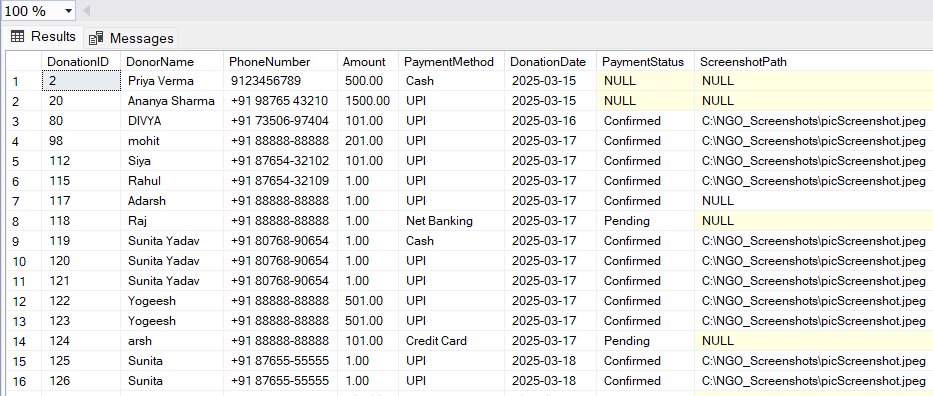 100 %
Results Messages
DonationID DonorName PhoneNumber Amount PaymentMethod DonationDate PaymentStatus ScreenshotPath
1 2 Priya Verma 9123456789 500.00 Cash 2025-03-15 NULL NULL
2 20 Ananya Sharma +91 98765 43210 1500.00 UPI 2025-03-15 NULL NULL
3 80 DIVYA +91 73506-97404 101.00 UPI 2025-03-16 Confirmed C:\NGO_Screenshots\picScreenshot.jpeg
4 98 mohit +91 88888-88888 201.00 UPI 2025-03-17 Confirmed C:\NGO_Screenshots\picScreenshot.jpeg
5 112 Siya +91 87654-32102 101.00 UPI 2025-03-17 Confirmed C:\NGO_Screenshots\picScreenshot.jpeg
6 115 Rahul +91 87654-32109 1.00 UPI 2025-03-17 Confirmed C:\NGO_Screenshots\picScreenshot.jpeg
7 117 Adarsh +91 88888-88888 1.00 UPI 2025-03-17 Confirmed NULL
8 118 Raj +91 88888-88888 1.00 Net Banking 2025-03-17 Pending NULL
9 119 Sunita Yadav +91 80768-90654 1.00 Cash 2025-03-17 Confirmed C:\NGO_Screenshots\picScreenshot.jpeg
10 120 Sunita Yadav +91 80768-90654 1.00 UPI 2025-03-17 Confirmed C:\NGO_Screenshots\picScreenshot.jpeg
11 121 Sunita Yadav +91 80768-90654 1.00 UPI 2025-03-17 Confirmed C:\NGO_Screenshots\picScreenshot.jpeg
12 122 Yogeesh +91 88888-88888 501.00 UPI 2025-03-17 Confirmed C:\NGO_Screenshots\picScreenshot.jpeg
13 123 Yogeesh +91 88888-88888 501.00 UPI 2025-03-17 Confirmed C:\NGO_Screenshots\picScreenshot.jpeg
14 124 arsh +91 88888-88888 101.00 Credit Card 2025-03-17 Pending NULL
15 125 Sunita +91 87655-55555 1.00 UPI 2025-03-18 Confirmed C:\NGO_Screenshots\picScreenshot.jpeg
16 126 Sunita +91 87655-55555 1.00 UPI 2025-03-18 Confirmed C:\NGO_Screenshots\picScreenshot.jpeg